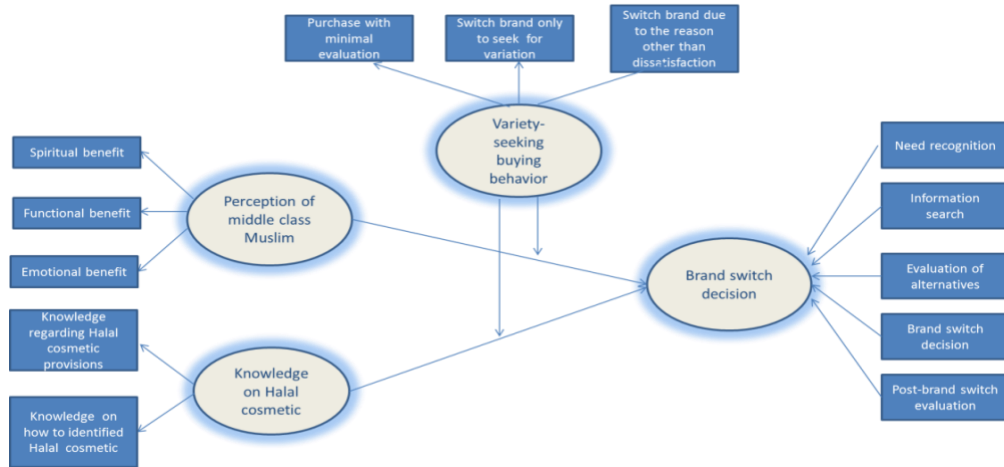 Purchase with
minimal
evaluation
Switch brand only
to seek for
variation
Switch brand due
to the reason
other than
dissatisfaction
Variety-
seeking
buying
behavior
Spiritual benefit
Functional benefit
Emotional benefit
Perception of
middle class
Muslim
Knowledge
regarding Halal
cosmetic
provisions
Knowledge on
how to identified
Halal cosmetic
Knowledge
on Halal
cosmetic
Brand switch
decision
Need recognition
Information
search
Evaluation of
alternatives
Brand switch
decision
Post-brand switch
evaluation